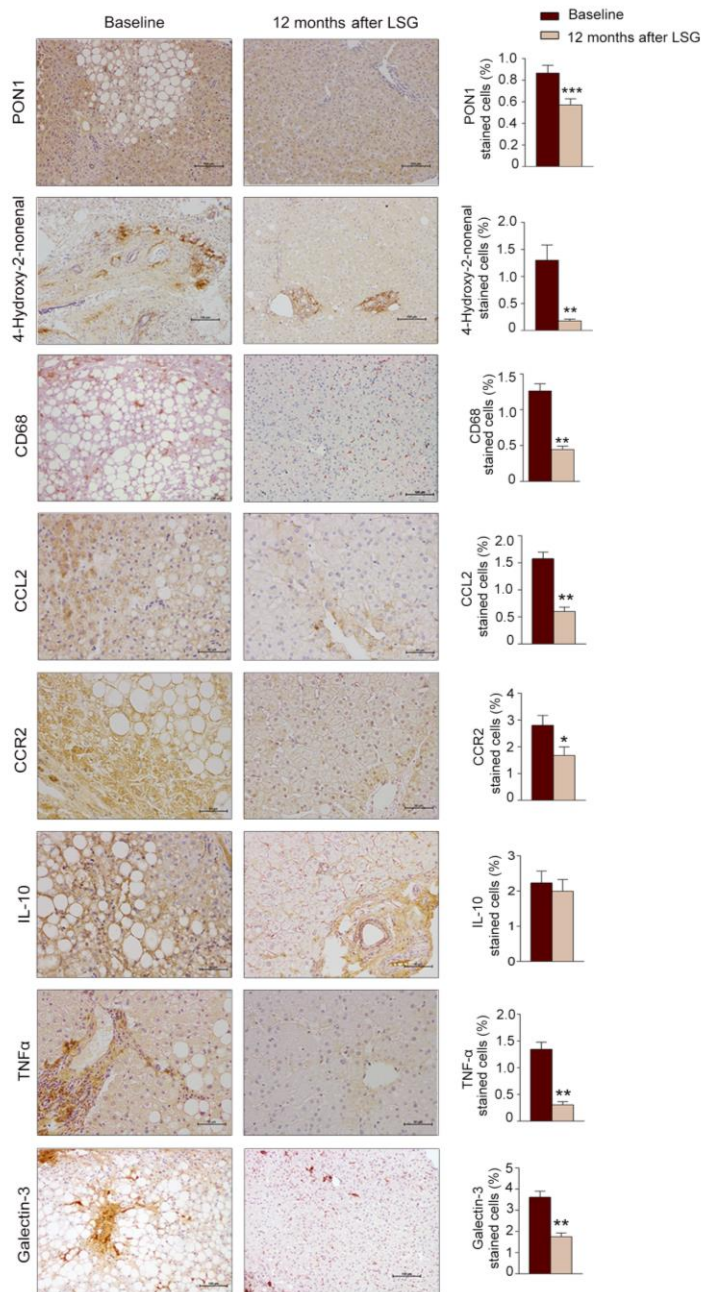 Baseline
12 months after LSG
Baseline
12 months after LSG
PON1
PON1
stained cells (%)
1.0
0.8
0.6
0.4
0.2
0
***
4-Hydroxy-2-nonenal
4-Hydroxy-2-nonenal
stained cells (%)
2.0
1.5
1.0
0.5
0
**
CD68
CD68
stained cells (%)
1.5
1.0
0.5
0
**
CCL2
CCL2
stained cells (%)
2.0
1.5
1.0
0.5
0
**
CCR2
CCR2
stained cells (%)
4
3
2
1
0
*
IL-10
IL-10
stained cells (%)
3
2
1
0
TNFα
TNF-α
stained cells (%)
2.0
1.5
1.0
0.5
0
**
Galectin-3
Galectin-3
stained cells (%)
5
4
3
2
1
0
**